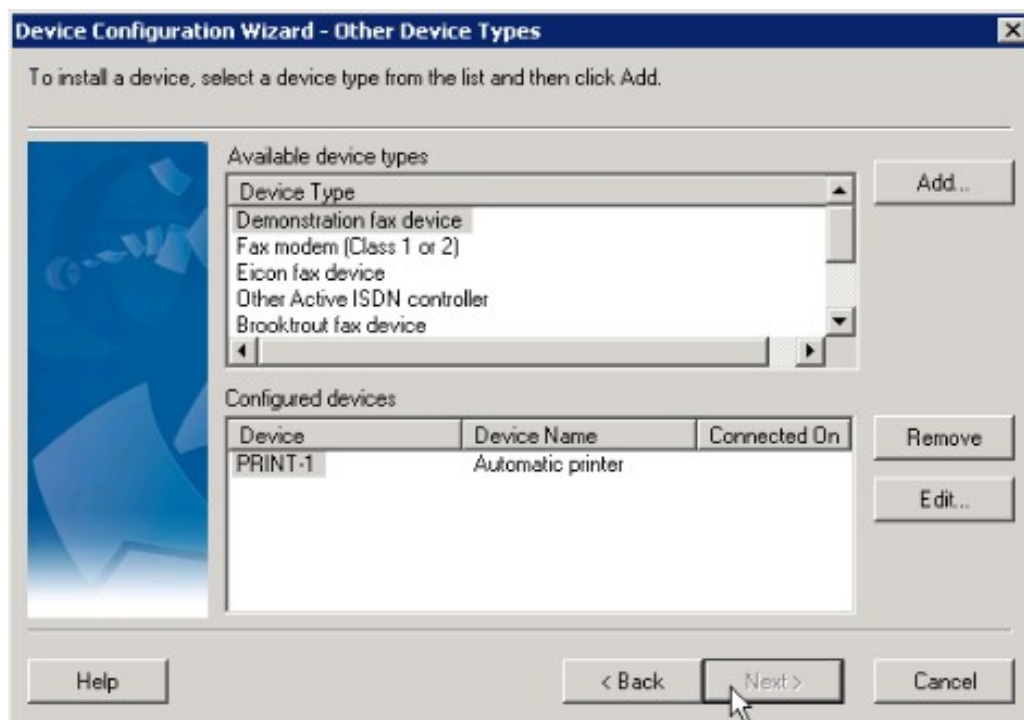 Device Configuration Wizard - Other Device Types
To install a device, select a device type from the list and then click Add.
Available device types
Device Type
Demonstration fax device
Fax modem (Class 1 or 2)
Eicon fax device
Other Active ISDN controller
Brooktrout fax device
Add...
Configured devices
Device Device Name Connected On
PRINT-1 Automatic printer
Remove
Edit...
Help < Back Next > Cancel